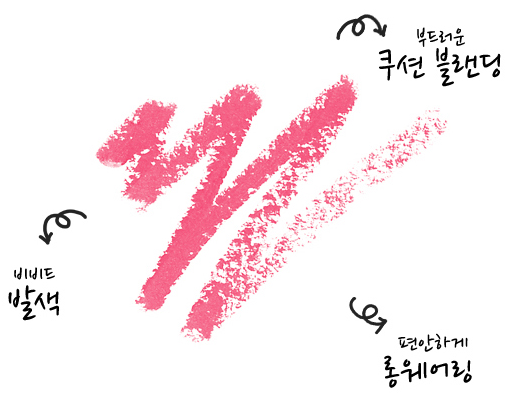 부드러운
쿠션 블랜딩
비비드
발색
편안하게
롱웨어링